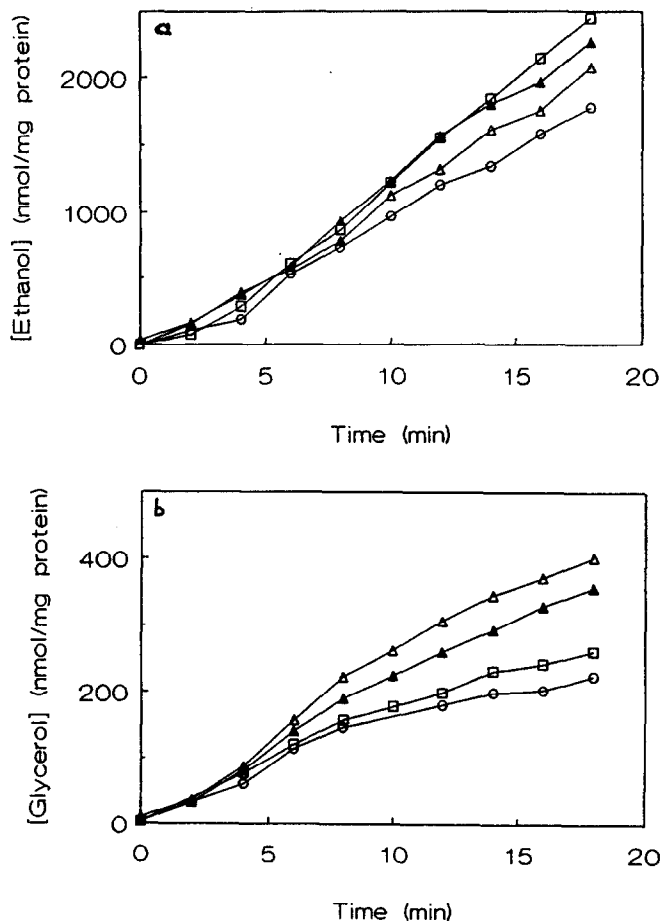 a
2000
1000
0
[Ethanol] (nmol/mg protein)
0 5 10 15 20
Time (min)
b
400
200
0
[Glycerol] (nmol/mg protein)
0 5 10 15 20
Time (min)